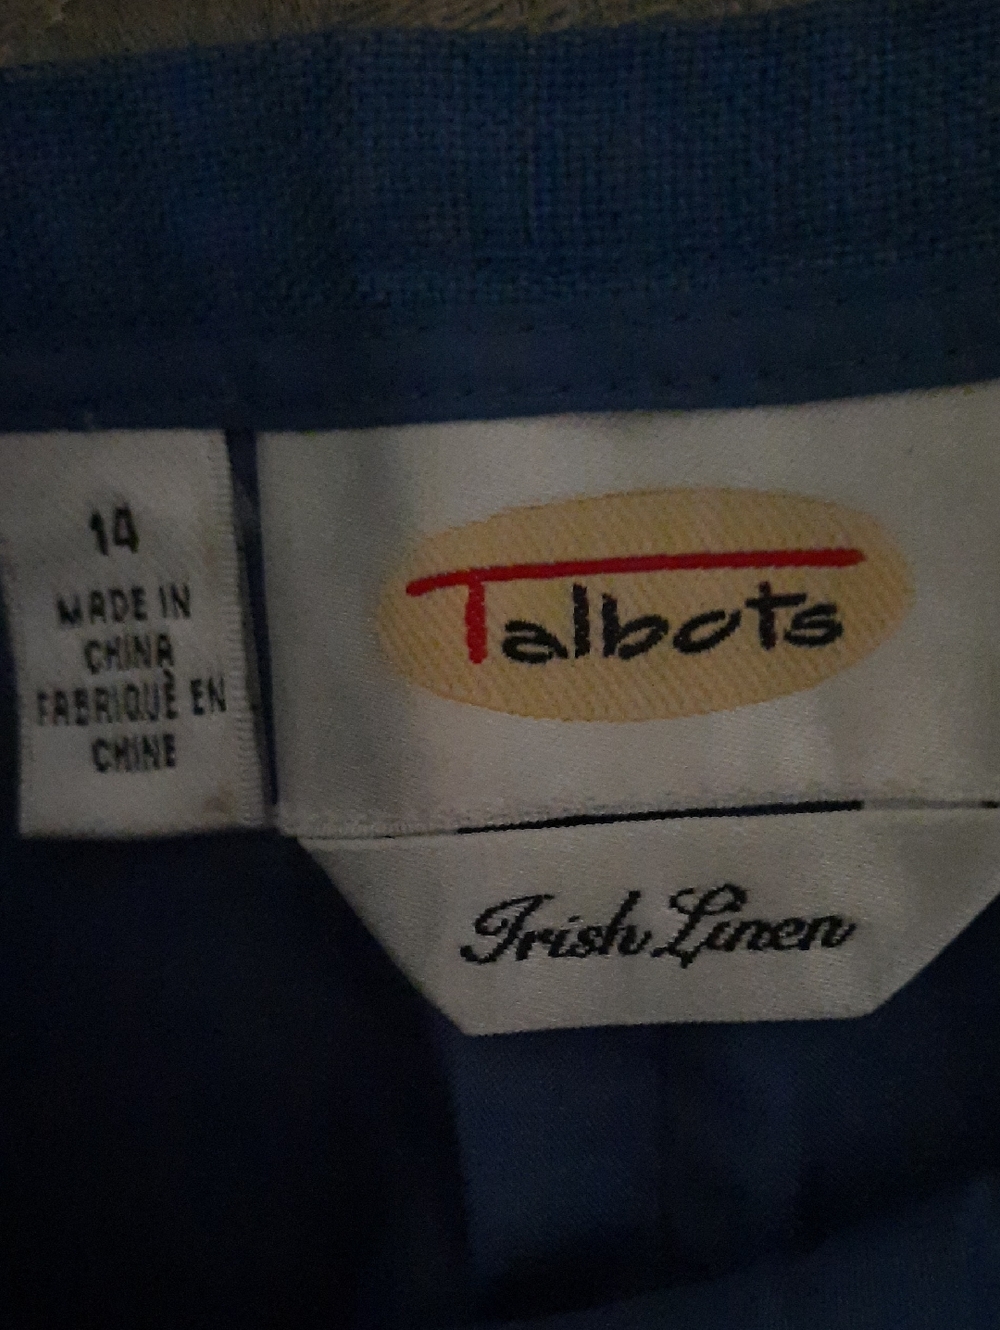 14
MADE IN
CHINA
FABRIQUÈ EN
CHINE
Talbots
Irish Linen